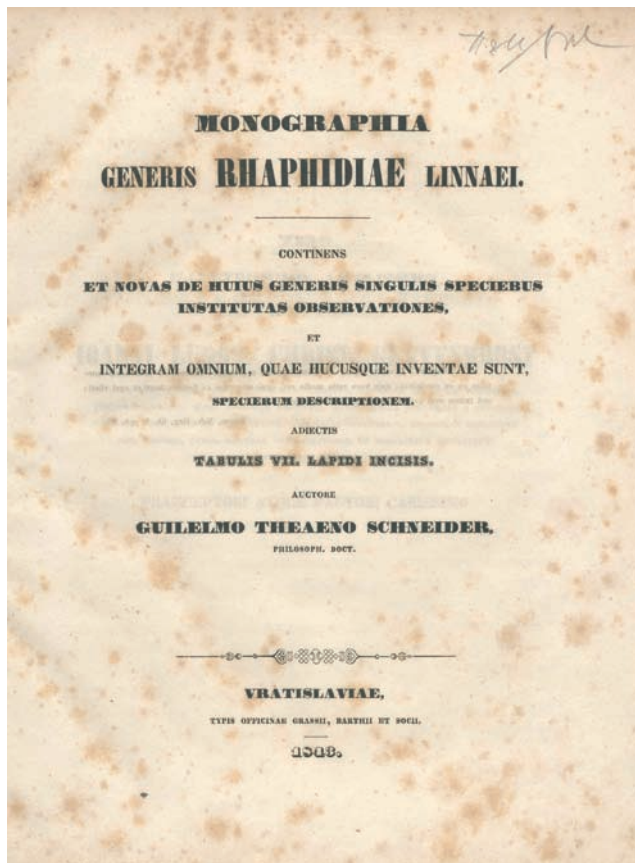 MONOGRAPHIA
GENERIS RHAPHIDIAE LINNAEI.
CONTINENS
ET NOVAS DE HUIUS GENERIS SINGULIS SPECIEBUS
INSTITUTAS OBSERVATIONES,
ET
INTEGRAM OMNIUM, QUAE HUCUSQUE INVENTAE SUNT,
SPECIERUM DESCRIPTIONEM.
ADIECTIS
TABULIS VII. LAPIDI INCISIS.
AUCTORE
GUILELMO THEAENO SCHNEIDER,
PHILOSOPH. DOCT.
VRATISLAVIAE,
TYPIS OFFICINAE GRASSII, BARTHII ET SOCII.
1843.